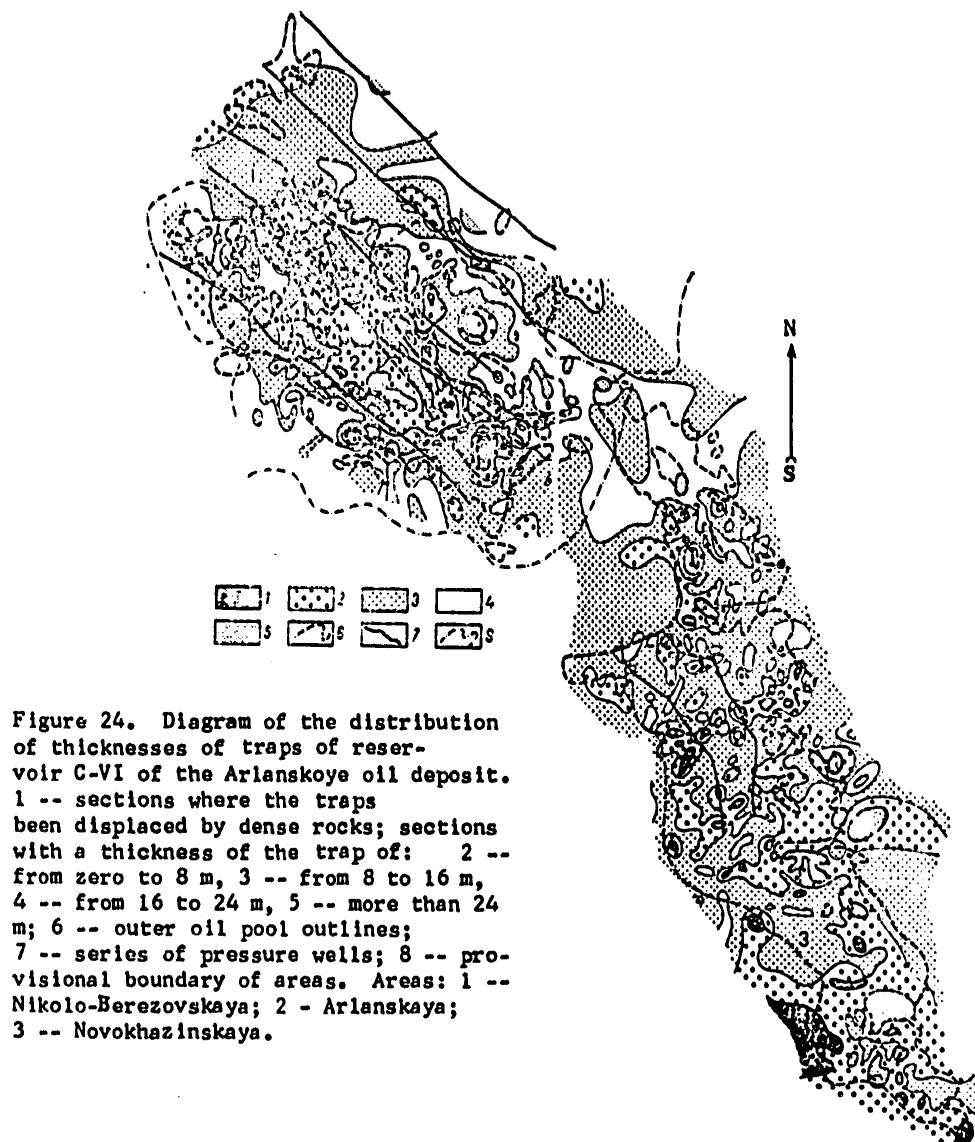 1
2
N
S
1 2 3 4
5 6 7 8
Figure 24. Diagram of the distribution
of thicknesses of traps of reser-
voir C-VI of the Arlanskoye oil deposit.
1 -- sections where the traps
been displaced by dense rocks; sections
with a thickness of the trap of: 2 --
from zero to 8 m, 3 -- from 8 to 16 m,
4 -- from 16 to 24 m, 5 -- more than 24
m; 6 -- outer oil pool outlines;
7 -- series of pressure wells; 8 -- pro-
visional boundary of areas. Areas: 1 --
Nikolo-Berezovskaya; 2 - Arlanskaya;
3 -- Novokhazinskaya.
3